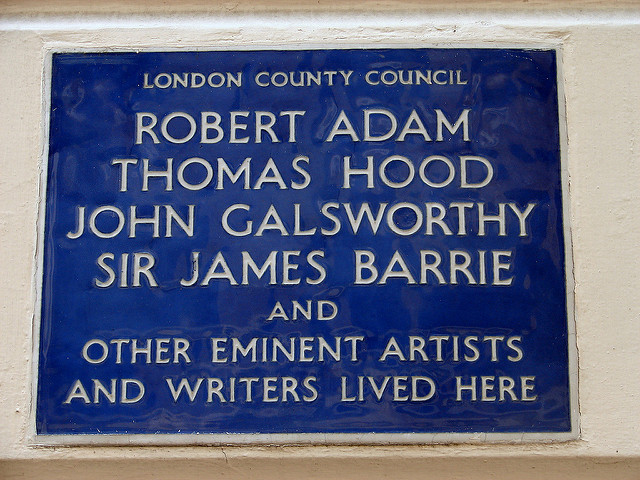 LONDON COUNTY COUNCIL
ROBERT ADAM
THOMAS HOOD
JOHN GALSWORTHY
SIR JAMES BARRIE
AND
OTHER EMINENT ARTISTS
AND WRITERS LIVED HERE